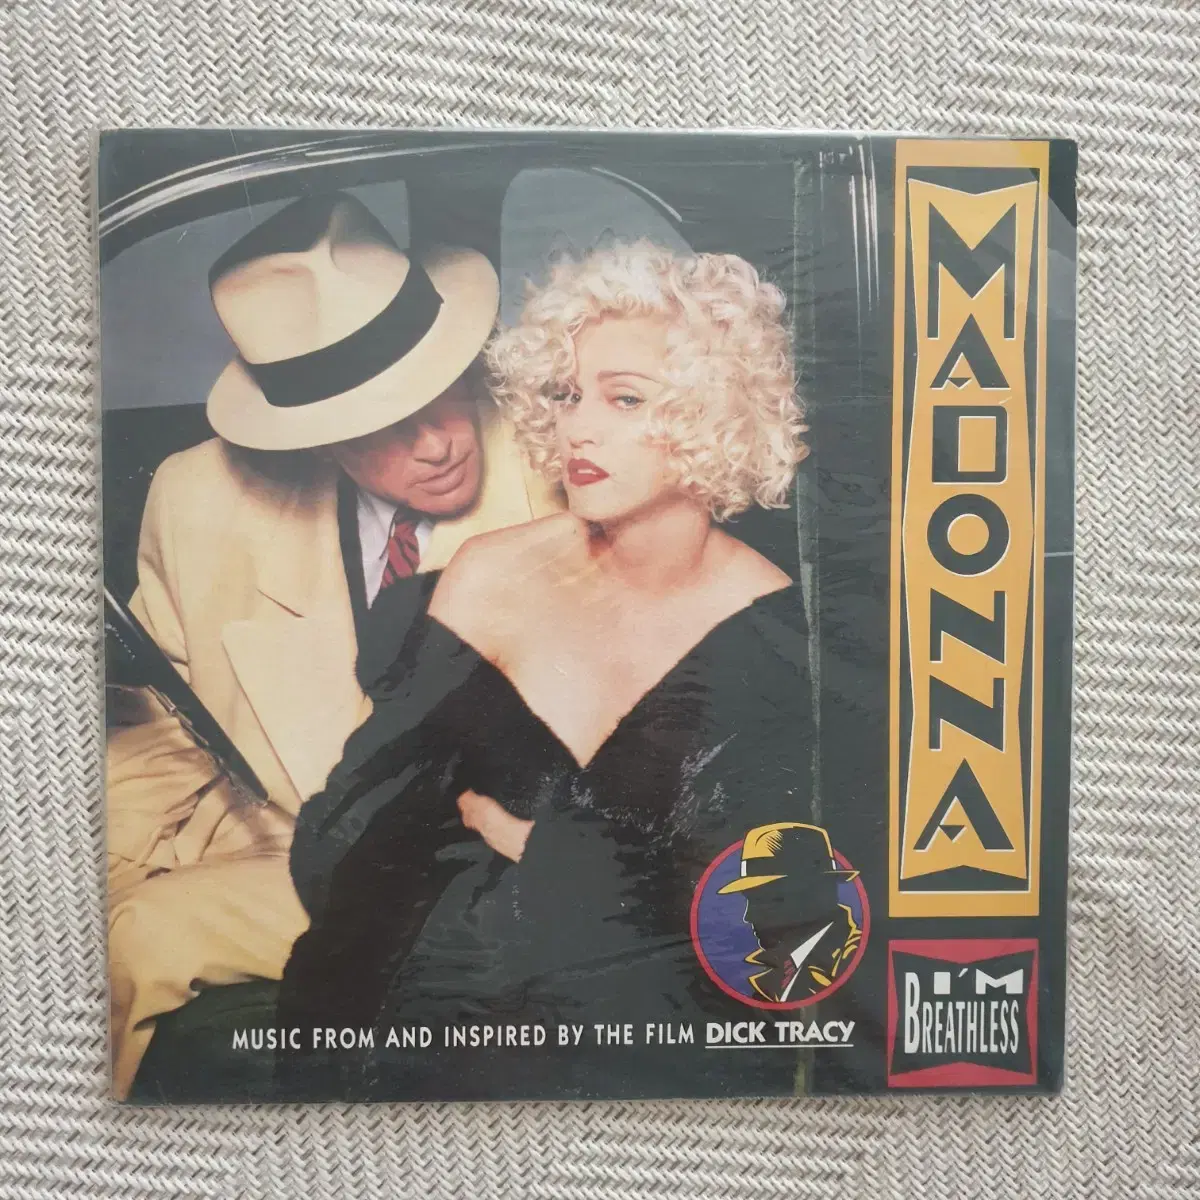 MADONNA
I'M
BREATHLESS
MUSIC FROM AND INSPIRED BY THE FILM DICK TRACY